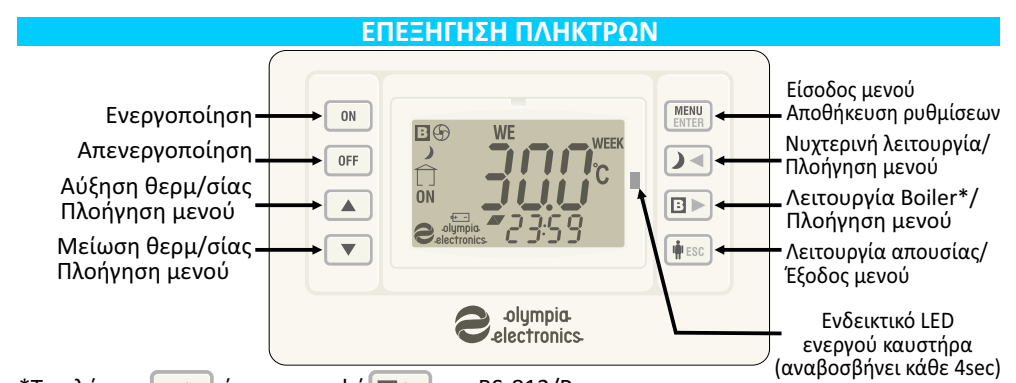 ΕΠΕΞΗΓΗΣΗ ΠΛΗΚΤΡΩΝ
Ενεργοποίηση
Απενεργοποίηση
Αύξηση θερμ/σίας
Πλοήγηση μενού
Μείωση θερμ/σίας
Πλοήγηση μενού
ON
OFF
B
WE
WEEK
30.0
°C
ON
olympia
electronics
23:59
MENU
ENTER
B
ESC
olympia
electronics
Είσοδος μενού
Αποθήκευση ρυθμίσεων
Νυχτερινή λειτουργία/
Πλοήγηση μενού
Λειτουργία Boiler*/
Πλοήγηση μενού
Λειτουργία απουσίας/
Έξοδος μενού
Ενδεικτικό LED
ενεργού καυστήρα
(αναβοσβήνει κάθε 4sec)